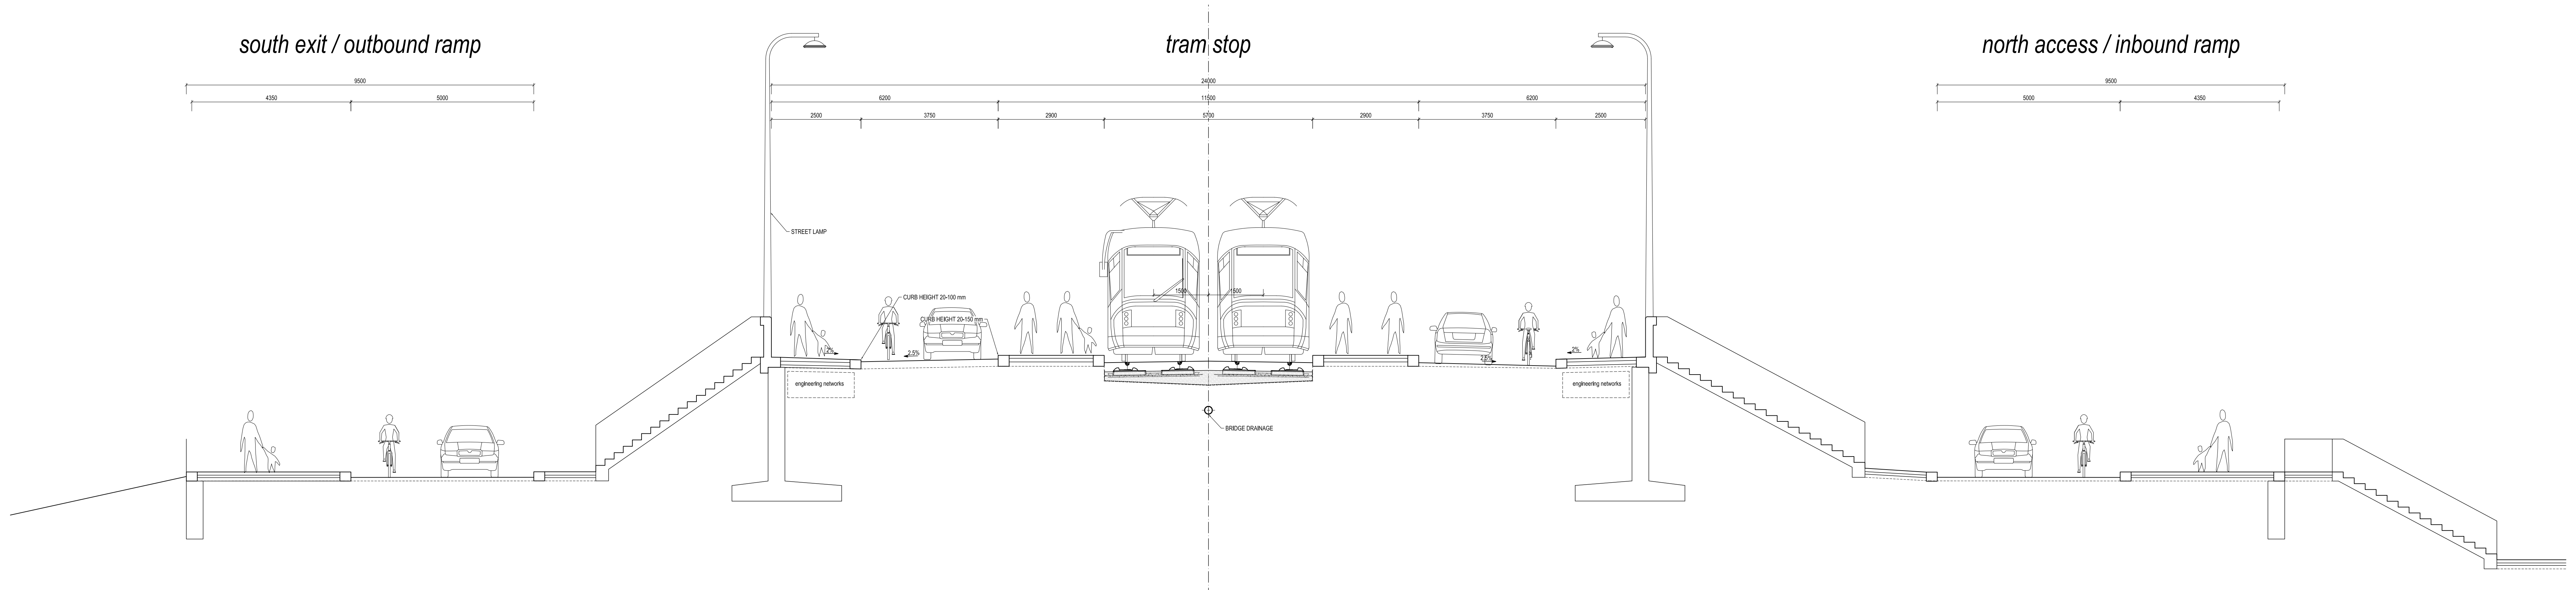 south exit / outbound ramp
tram stop
north access / inbound ramp
9500
24000
9500
4350
5000
6200
11500
6200
5000
4350
2500
3750
2900
5700
2900
3750
2500
STREET LAMP
1500
1500
CURB HEIGHT 20-100 mm
CURB HEIGHT 20-150 mm
2%
2,5%
2,5%
2%
engineering networks
engineering networks
BRIDGE DRAINAGE